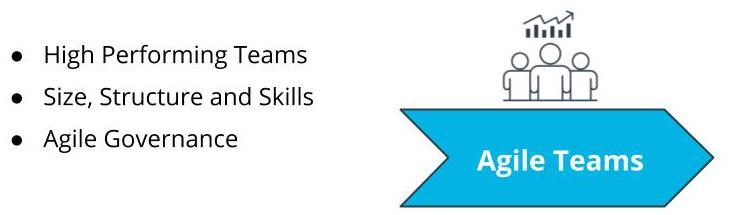 ● High Performing Teams
● Size, Structure and Skills
● Agile Governance
Agile Teams